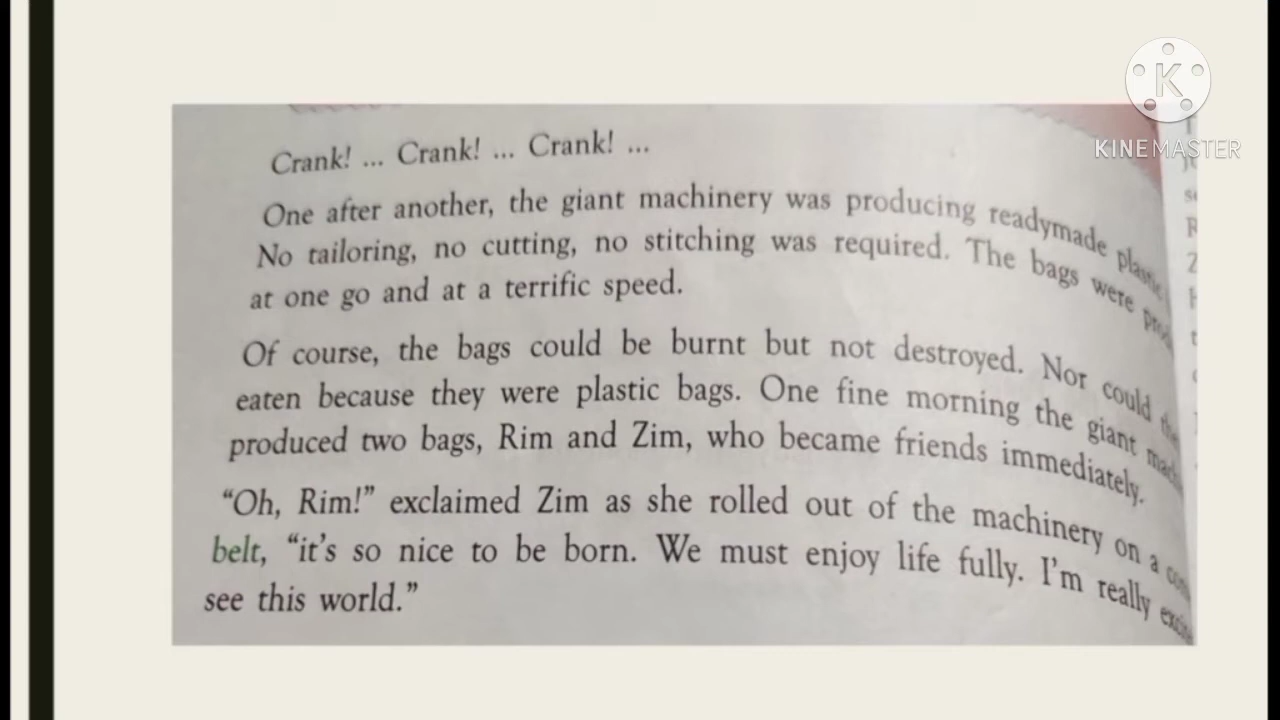 Crank! ... Crank! ... Crank! ...
One after another, the giant machinery was producing readymade plastic
No tailoring, no cutting, no stitching was required. The bags were
at one go and at a terrific speed.
Of course, the bags could be burnt but not destroyed. Nor could
eaten because they were plastic bags. One fine morning the giant
produced two bags, Rim and Zim, who became friends immediately.
“Oh, Rim!” exclaimed Zim as she rolled out of the machinery on a
belt, “it’s so nice to be born. We must enjoy life fully. I’m really
see this world.”
K
KINEMASTER